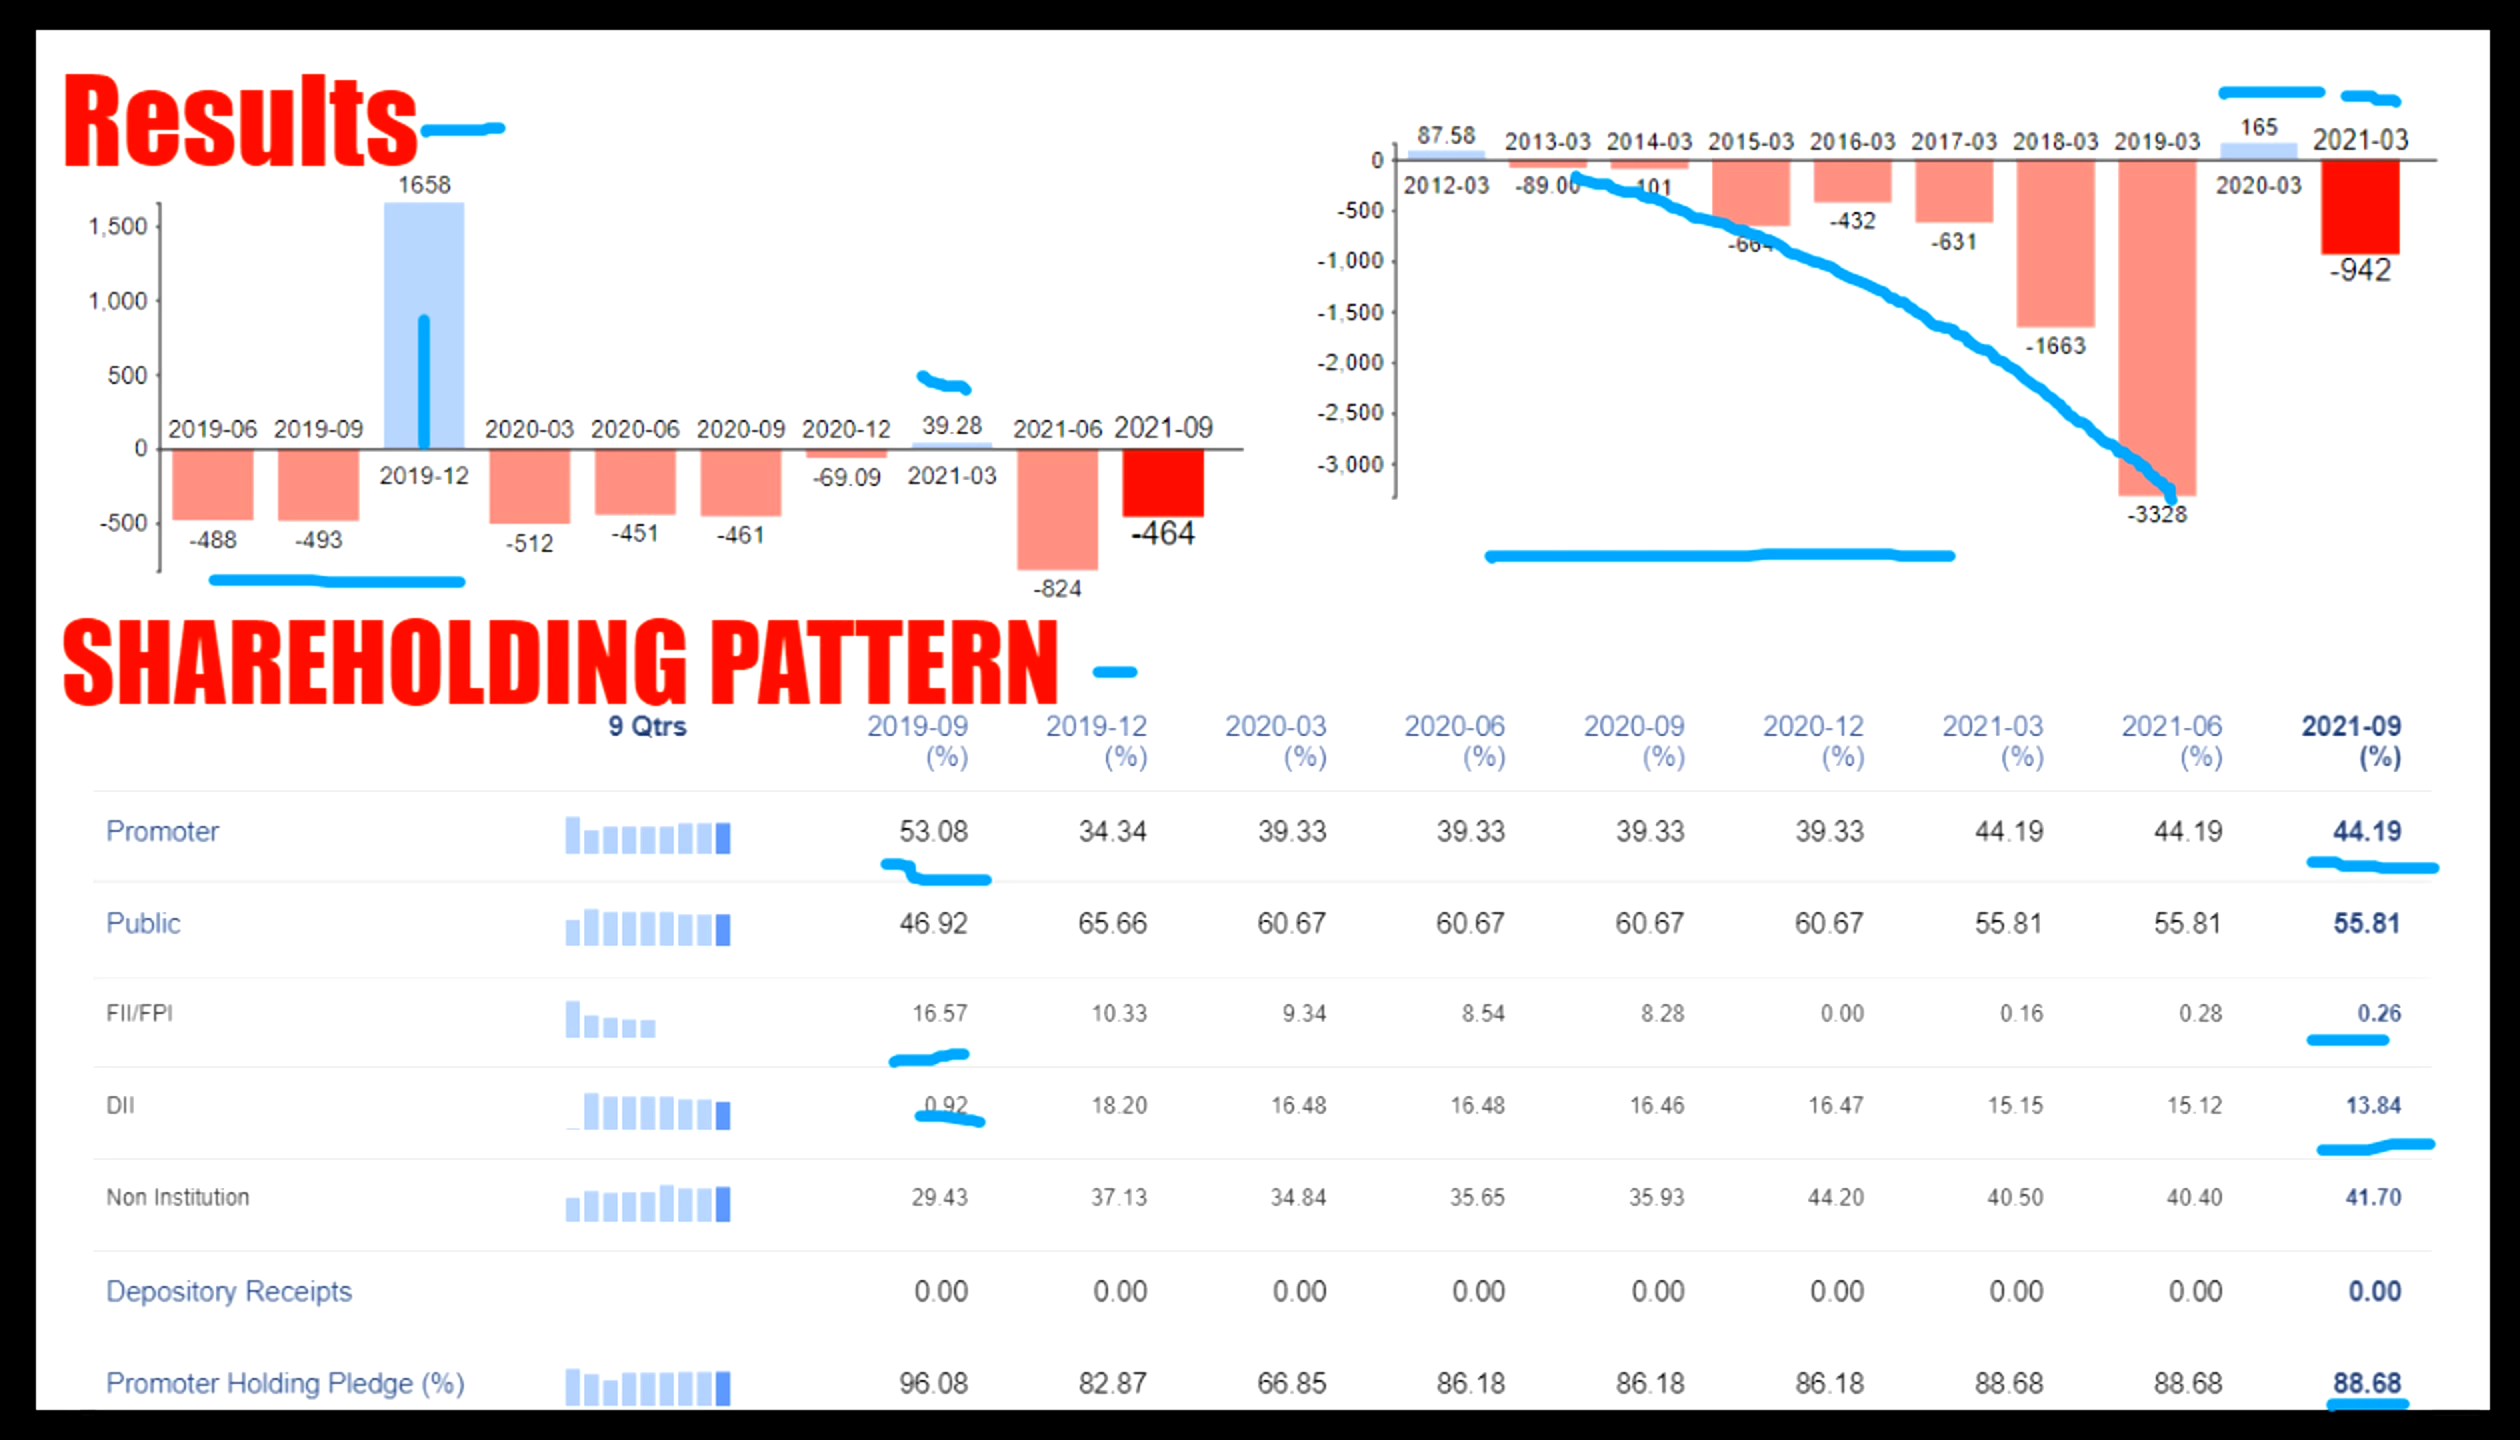 Results
1658
1,500
1,000
500
0
-500
2019-06 2019-09 2020-03 2020-06 2020-09 2020-12 39.28 2021-06 2021-09
2019-12 -69.09 2021-03
-488 -493 -512 -451 -461 -464
-824
87.58 2013-03 2014-03 2015-03 2016-03 2017-03 2018-03 2019-03 165 2021-03
0
2012-03 -89.00 101 2020-03
-500
-664 -432 -631
-1,000
-942
-1,500
-1663
-2,000
-2,500
-3,000
-3328
SHAREHOLDING PATTERN
9 Qtrs 2019-09 2019-12 2020-03 2020-06 2020-09 2020-12 2021-03 2021-06 2021-09
(%) (%) (%) (%) (%) (%) (%) (%) (%)
Promoter 53.08 34.34 39.33 39.33 39.33 39.33 44.19 44.19 44.19
Public 46.92 65.66 60.67 60.67 60.67 60.67 55.81 55.81 55.81
FII/FPI 16.57 10.33 9.34 8.54 8.28 0.00 0.16 0.28 0.26
DII 0.92 18.20 16.48 16.48 16.46 16.47 15.15 15.12 13.84
Non Institution 29.43 37.13 34.84 35.65 35.93 44.20 40.50 40.40 41.70
Depository Receipts 0.00 0.00 0.00 0.00 0.00 0.00 0.00 0.00 0.00
Promoter Holding Pledge (%) 96.08 82.87 66.85 86.18 86.18 86.18 88.68 88.68 88.68